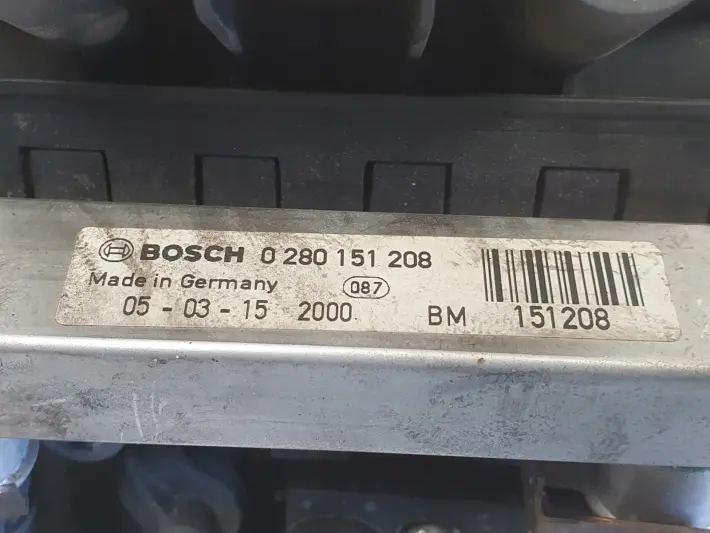 BOSCH 0 280 151 208
Made in Germany 087
05 - 03 - 15 2000 BM 151208